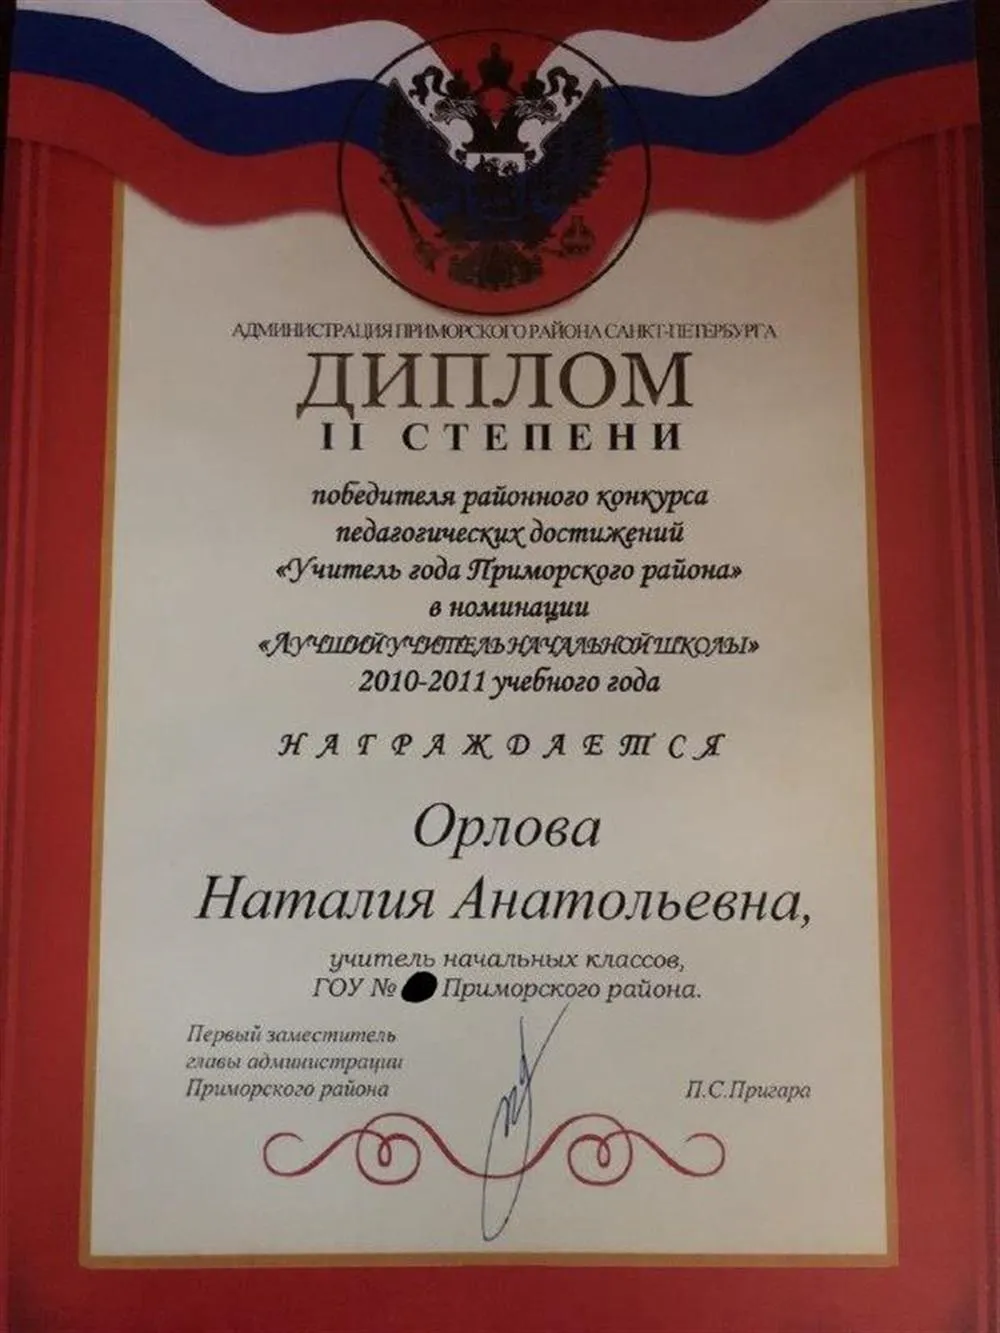 АДМИНИСТРАЦИЯ ПРИМОРСКОГО РАЙОНА САНКТ-ПЕТЕРБУРГА
ДИПЛОМ
II СТЕПЕНИ
победителя районного конкурса
педагогических достижений
«Учитель года Приморского района»
в номинации
«ЛУЧШИЙ УЧИТЕЛЬ НАЧАЛЬНОЙ ШКОЛЫ»
2010-2011 учебного года
НАГРАЖДАЕТСЯ
Орлова
Наталия Анатольевна,
учитель начальных классов,
ГОУ № Приморского района.
Первый заместитель
главы администрации
Приморского района
П.С.Пригара